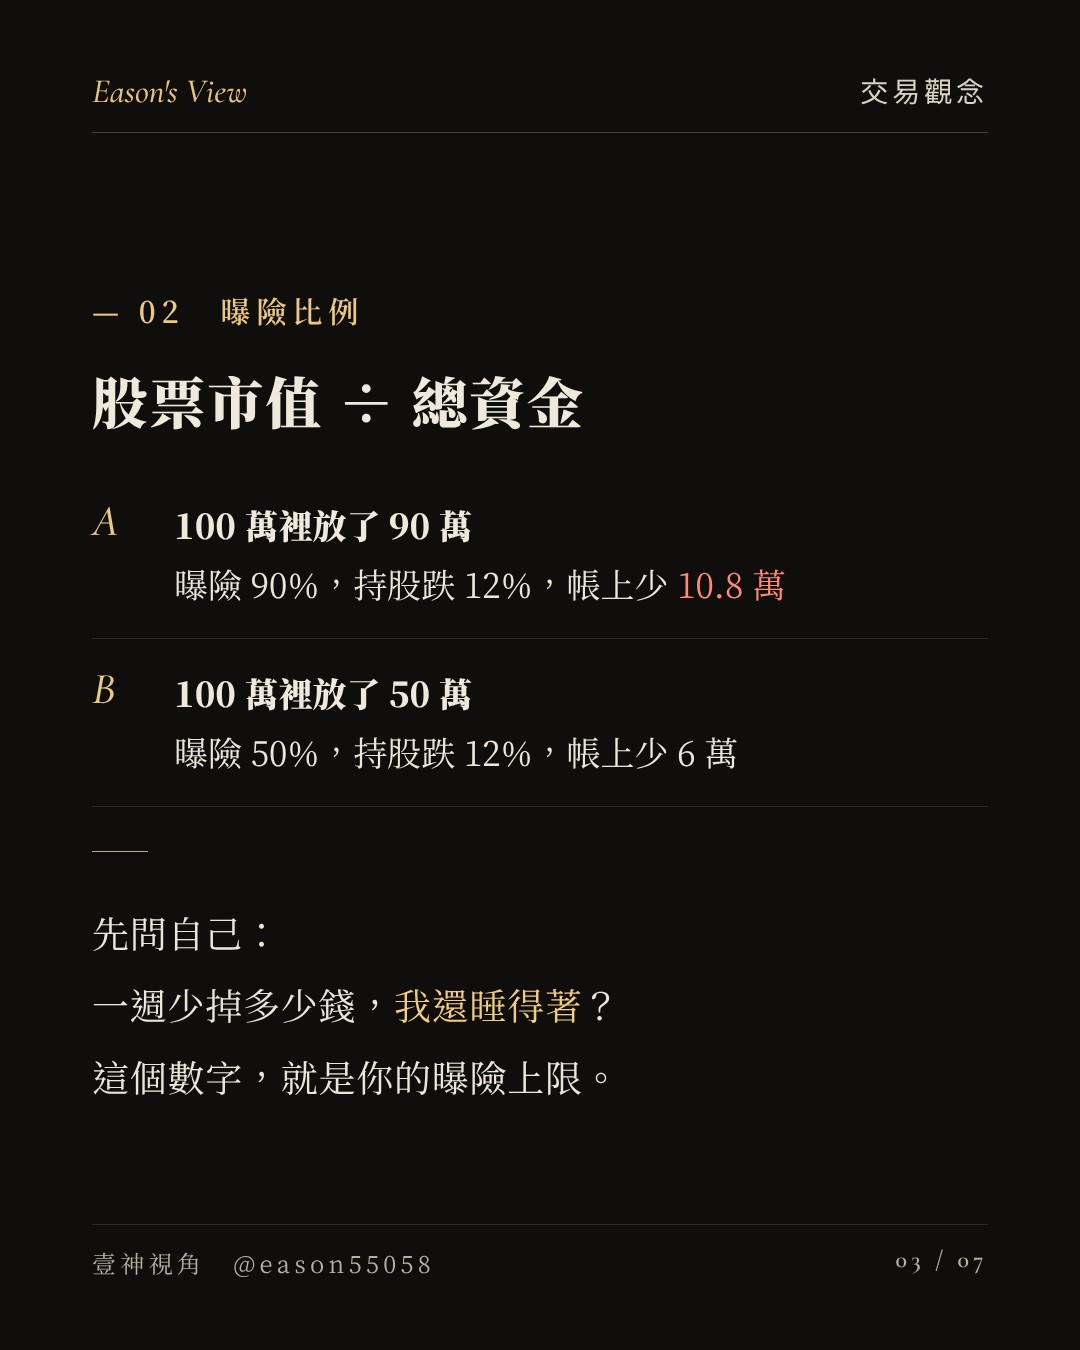 Eason's View
交易觀念
— 02 曝險比例
股票市值 ÷ 總資金
A
100 萬裡放了 90 萬
曝險 90%，持股跌 12%，帳上少 10.8 萬
B
100 萬裡放了 50 萬
曝險 50%，持股跌 12%，帳上少 6 萬
先問自己：
一週少掉多少錢，我還睡得著？
這個數字，就是你的曝險上限。
壹神視角 @eason55058
03 / 07